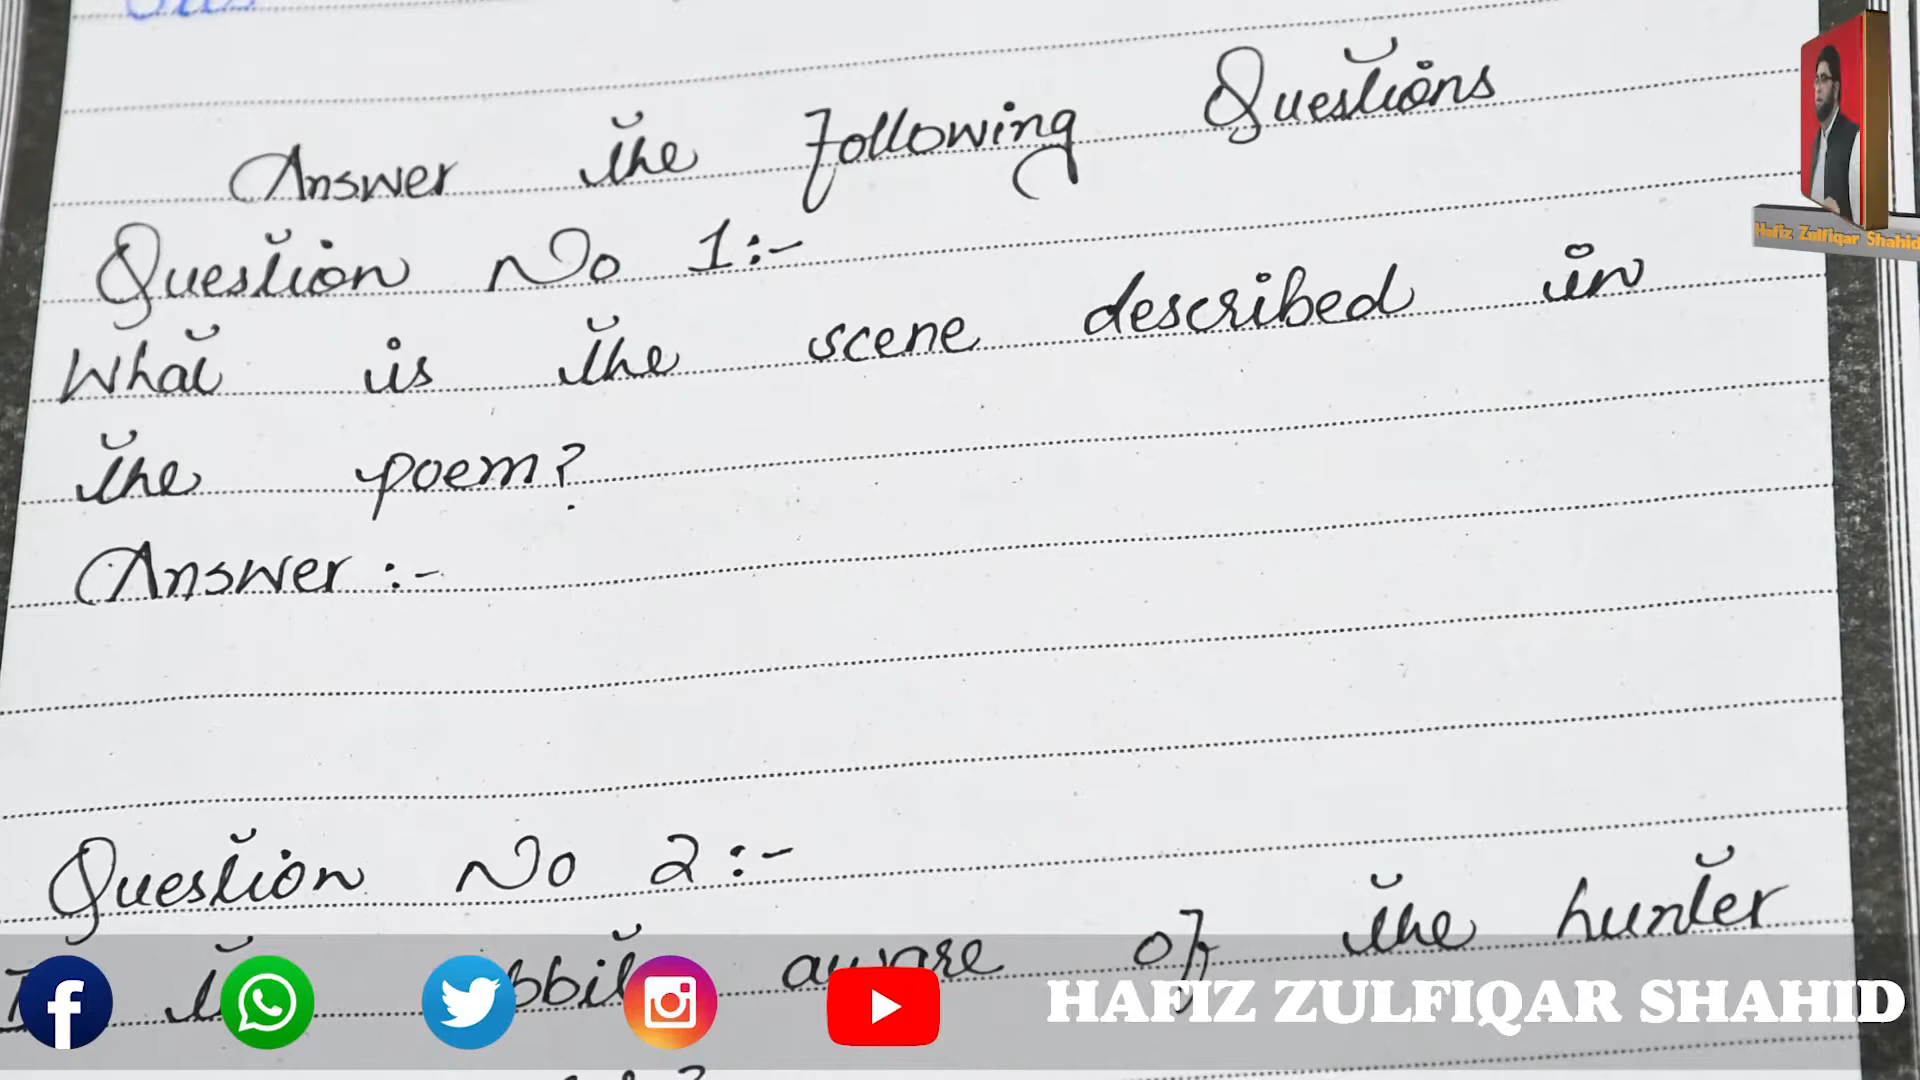 Answer the Following Questions
Question No 1:-
What is the scene described in
the poem?
Answer :-
Question No 2:-
aware of the hunter
HAFIZ ZULFIQAR SHAHID
Hafiz Zulfiqar Shahid